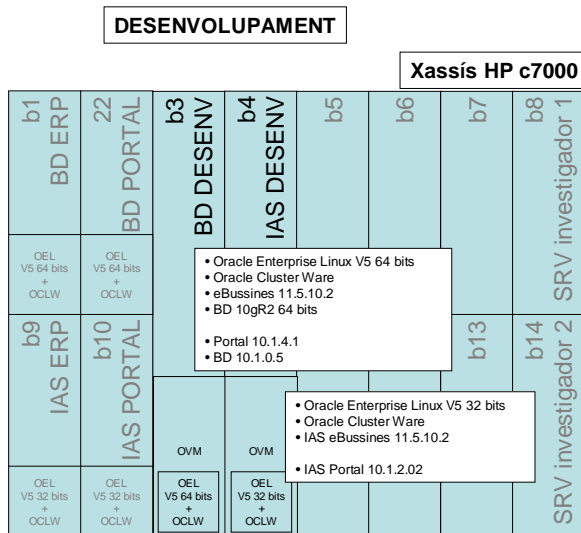 DESENVOLUPAMENT
Xassís HP c7000
b1
BD ERP
22
BD PORTAL
b3
BD DESENV
b4
IAS DESENV
b5
b6
b7
b8
SRV investigador 1
OEL
V5 64 bits
+
OCLW
OEL
V5 64 bits
+
OCLW
• Oracle Enterprise Linux V5 64 bits
• Oracle Cluster Ware
• eBussines 11.5.10.2
• BD 10gR2 64 bits
• Portal 10.1.4.1
• BD 10.1.0.5
b9
IAS ERP
b10
IAS PORTAL
b13
b14
SRV investigador 2
• Oracle Enterprise Linux V5 32 bits
• Oracle Cluster Ware
• IAS eBussines 11.5.10.2
• IAS Portal 10.1.2.02
OVM
OVM
OEL
V5 32 bits
+
OCLW
OEL
V5 32 bits
+
OCLW
OEL
V5 64 bits
+
OCLW
OEL
V5 32 bits
+
OCLW